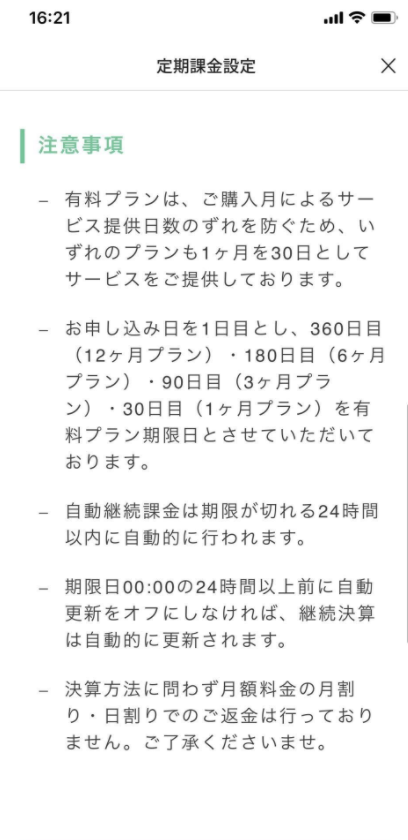 16:21
定期課金設定
注意事項
– 有料プランは、ご購入月によるサー
ビス提供日数のずれを防ぐため、い
ずれのプランも1ヶ月を30日として
サービスをご提供しております。
– お申し込み日を1日目とし、360日目
（12ヶ月プラン）・180日目（6ヶ月
プラン）・90日目（3ヶ月プラ
ン）・30日目（1ヶ月プラン）を有
料プラン期限日とさせていただいて
おります。
– 自動継続課金は期限が切れる24時間
以内に自動的に行われます。
– 期限日00:00の24時間以上前に自動
更新をオフにしなければ、継続決算
は自動的に更新されます。
– 決算方法に問わず月額料金の月割
り・日割りでのご返金は行っており
ません。ご了承くださいませ。